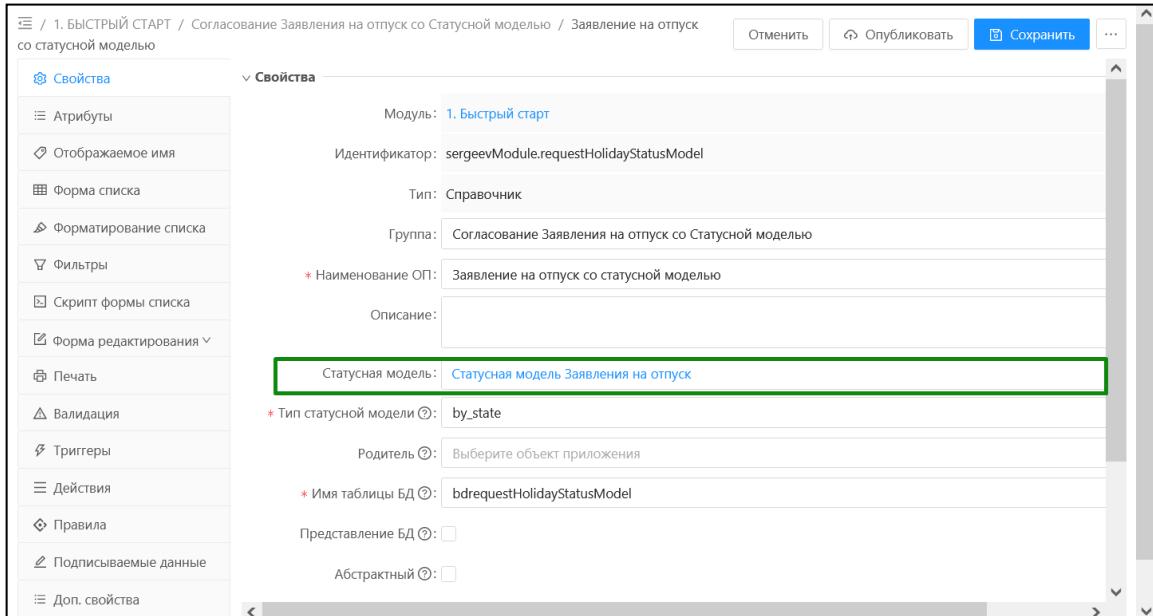 / 1. БЫСТРЫЙ СТАРТ / Согласование Заявления на отпуск со Статусной моделью / Заявление на отпуск
со статусной моделью
Отменить
Опубликовать
Сохранить
...
Свойства
Атрибуты
Отображаемое имя
Форма списка
Форматирование списка
Фильтры
Скрипт формы списка
Форма редактирования
Печать
Валидация
Триггеры
Действия
Правила
Подписываемые данные
Доп. свойства
Свойства
Модуль: 1. Быстрый старт
Идентификатор: sergeevModule.requestHolidayStatusModel
Тип: Справочник
Группа: Согласование Заявления на отпуск со Статусной моделью
* Наименование ОП: Заявление на отпуск со статусной моделью
Описание:
Статусная модель: Статусная модель Заявления на отпуск
* Тип статусной модели ?: by_state
Родитель ?: Выберите объект приложения
* Имя таблицы БД ?: bdrequestHolidayStatusModel
Представление БД ?:
Абстрактный ?: